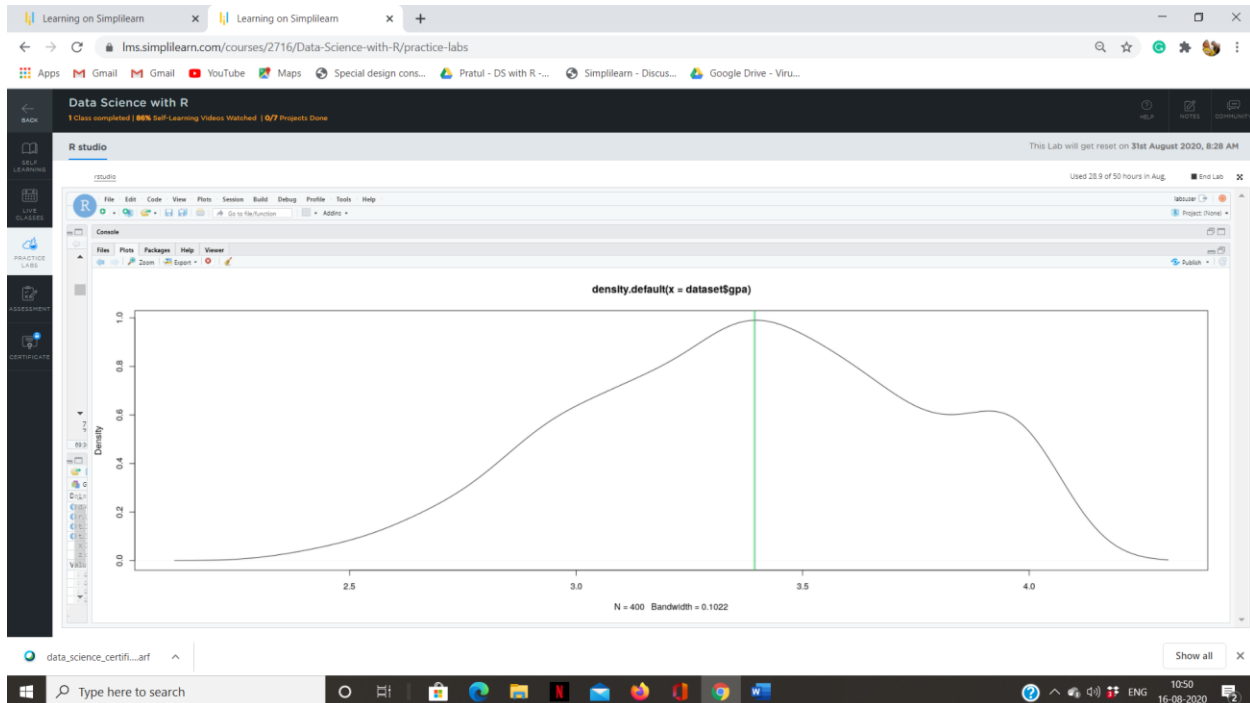 Learning on Simplilearn
Learning on Simplilearn
lms.simplilearn.com/courses/2716/Data-Science-with-R/practice-labs
Apps Gmail Gmail YouTube Maps Special design cons... Pratul - DS with R -... Simplilearn - Discus... Google Drive - Viru...
BACK
Data Science with R
1 Class completed | 86% Self-Learning Videos Watched | 0/7 Projects Done
HELP NOTES COMMUNIT
SELF LEARNING
LIVE CLASSES
PRACTICE LABS
ASSESSMENT
CERTIFICATE
R studio
This Lab will get reset on 31st August 2020, 8:28 AM
rstudio
Used 28.9 of 50 hours in Aug. End Lab
R File Edit Code View Plots Session Build Debug Profile Tools Help
labsuser
Go to file/function Addins
Project: (None)
Console
Files Plots Packages Help Viewer
Zoom Export Publish
density.default(x = dataset$gpa)
Density
1.0
0.8
0.6
0.4
0.2
0.0
2.5 3.0 3.5 4.0
N = 400 Bandwidth = 0.1022
data_science_certifi....arf
Show all
Type here to search
ENG
10:50
16-08-2020